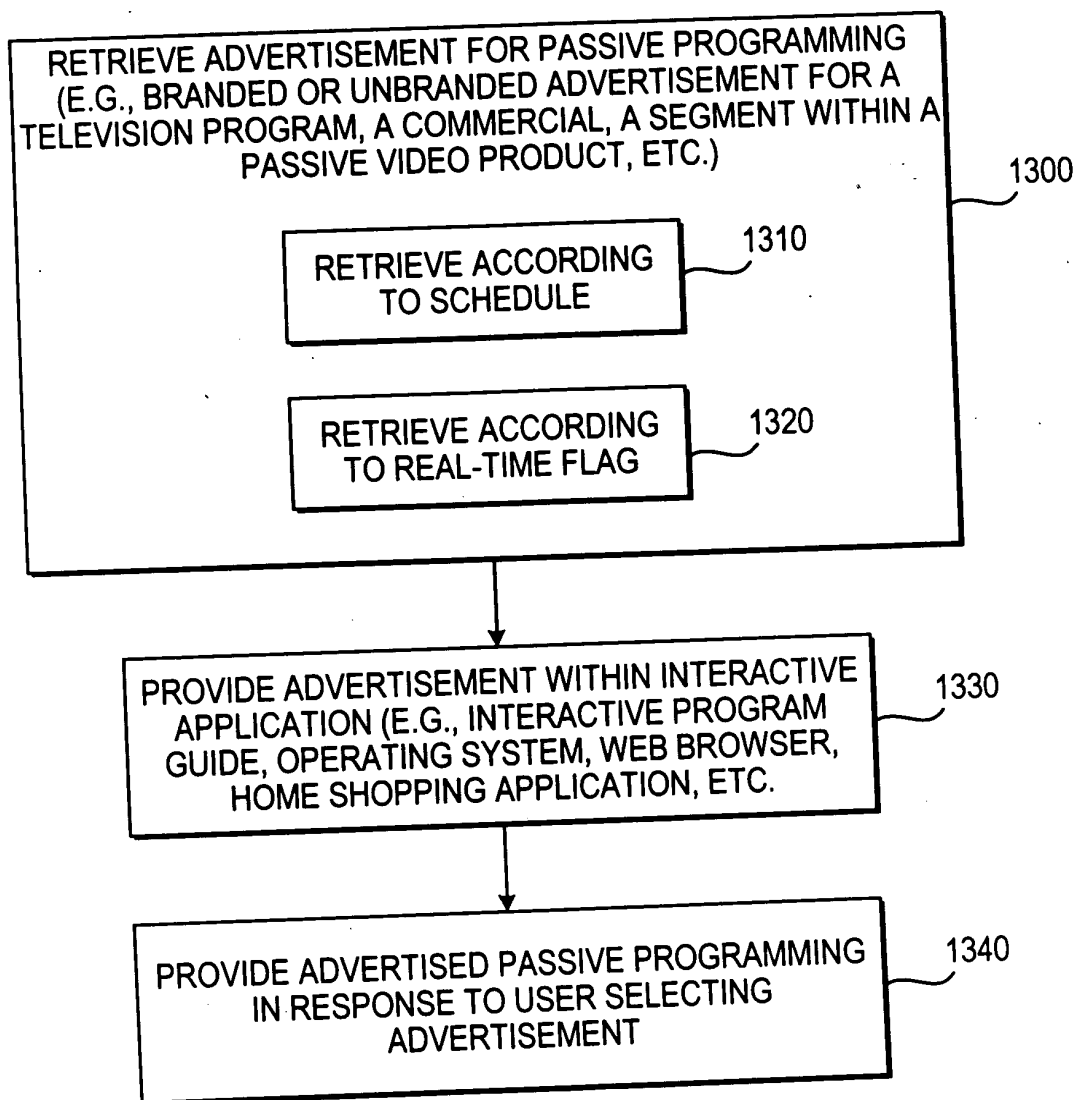 RETRIEVE ADVERTISEMENT FOR PASSIVE PROGRAMMING
(E.G., BRANDED OR UNBRANDED ADVERTISEMENT FOR A
TELEVISION PROGRAM, A COMMERCIAL, A SEGMENT WITHIN A
PASSIVE VIDEO PRODUCT, ETC.)
1300
RETRIEVE ACCORDING
TO SCHEDULE
1310
RETRIEVE ACCORDING
TO REAL-TIME FLAG
1320
PROVIDE ADVERTISEMENT WITHIN INTERACTIVE
APPLICATION (E.G., INTERACTIVE PROGRAM
GUIDE, OPERATING SYSTEM, WEB BROWSER,
HOME SHOPPING APPLICATION, ETC.
1330
PROVIDE ADVERTISED PASSIVE PROGRAMMING
IN RESPONSE TO USER SELECTING
ADVERTISEMENT
1340